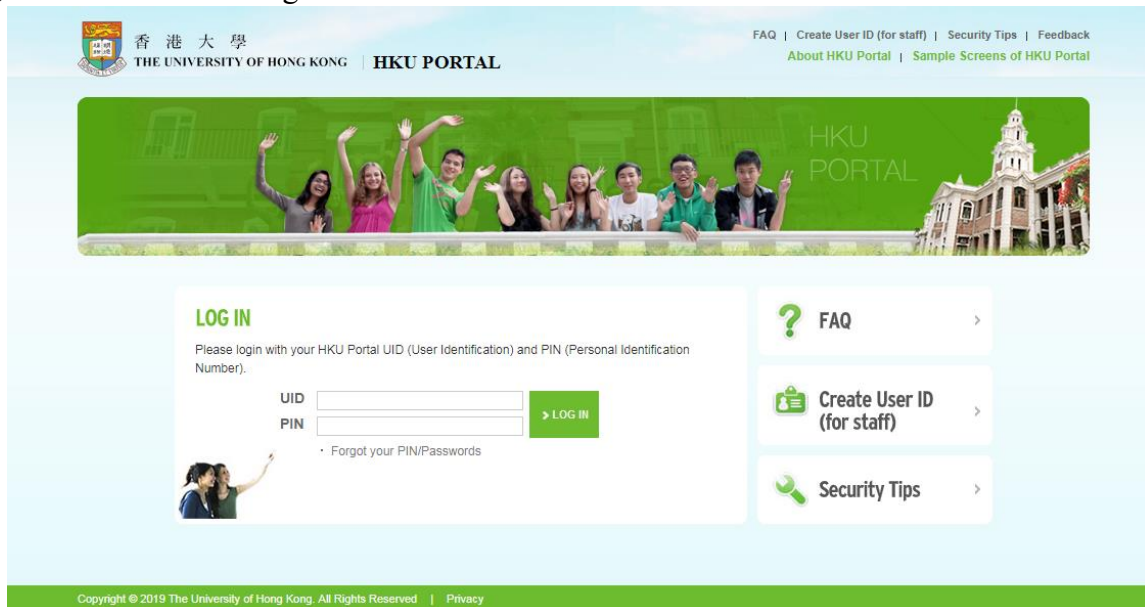 香 港 大 學
THE UNIVERSITY OF HONG KONG | HKU PORTAL
FAQ | Create User ID (for staff) | Security Tips | Feedback
About HKU Portal | Sample Screens of HKU Portal
HKU
PORTAL
LOG IN
Please login with your HKU Portal UID (User Identification) and PIN (Personal Identification
Number).
UID
PIN
> LOG IN
· Forgot your PIN/Passwords
FAQ
Create User ID
(for staff)
Security Tips
Copyright © 2019 The University of Hong Kong. All Rights Reserved | Privacy